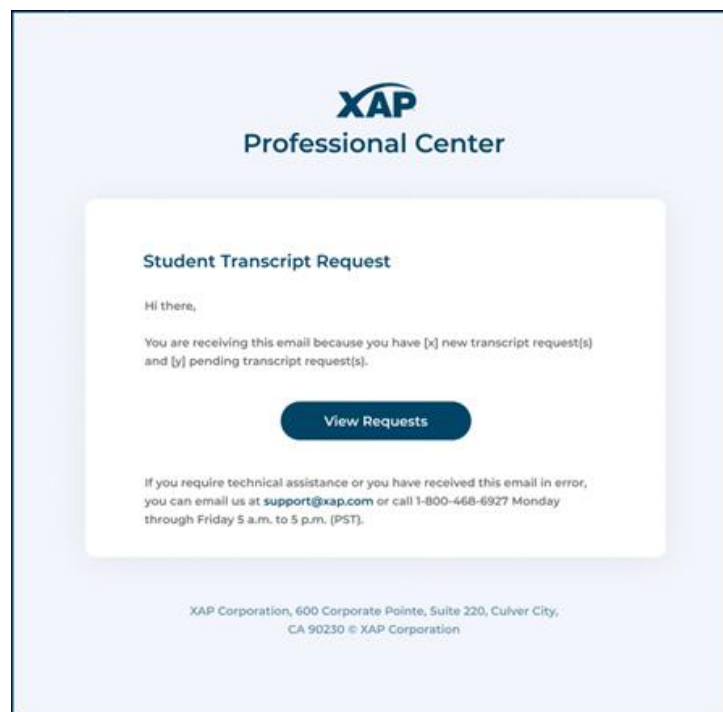 XAP
Professional Center
Student Transcript Request
Hi there,
You are receiving this email because you have [x] new transcript request(s)
and [y] pending transcript request(s).
View Requests
If you require technical assistance or you have received this email in error,
you can email us at support@xap.com or call 1-800-468-6927 Monday
through Friday 5 a.m. to 5 p.m. (PST).
XAP Corporation, 600 Corporate Pointe, Suite 220, Culver City,
CA 90230 © XAP Corporation